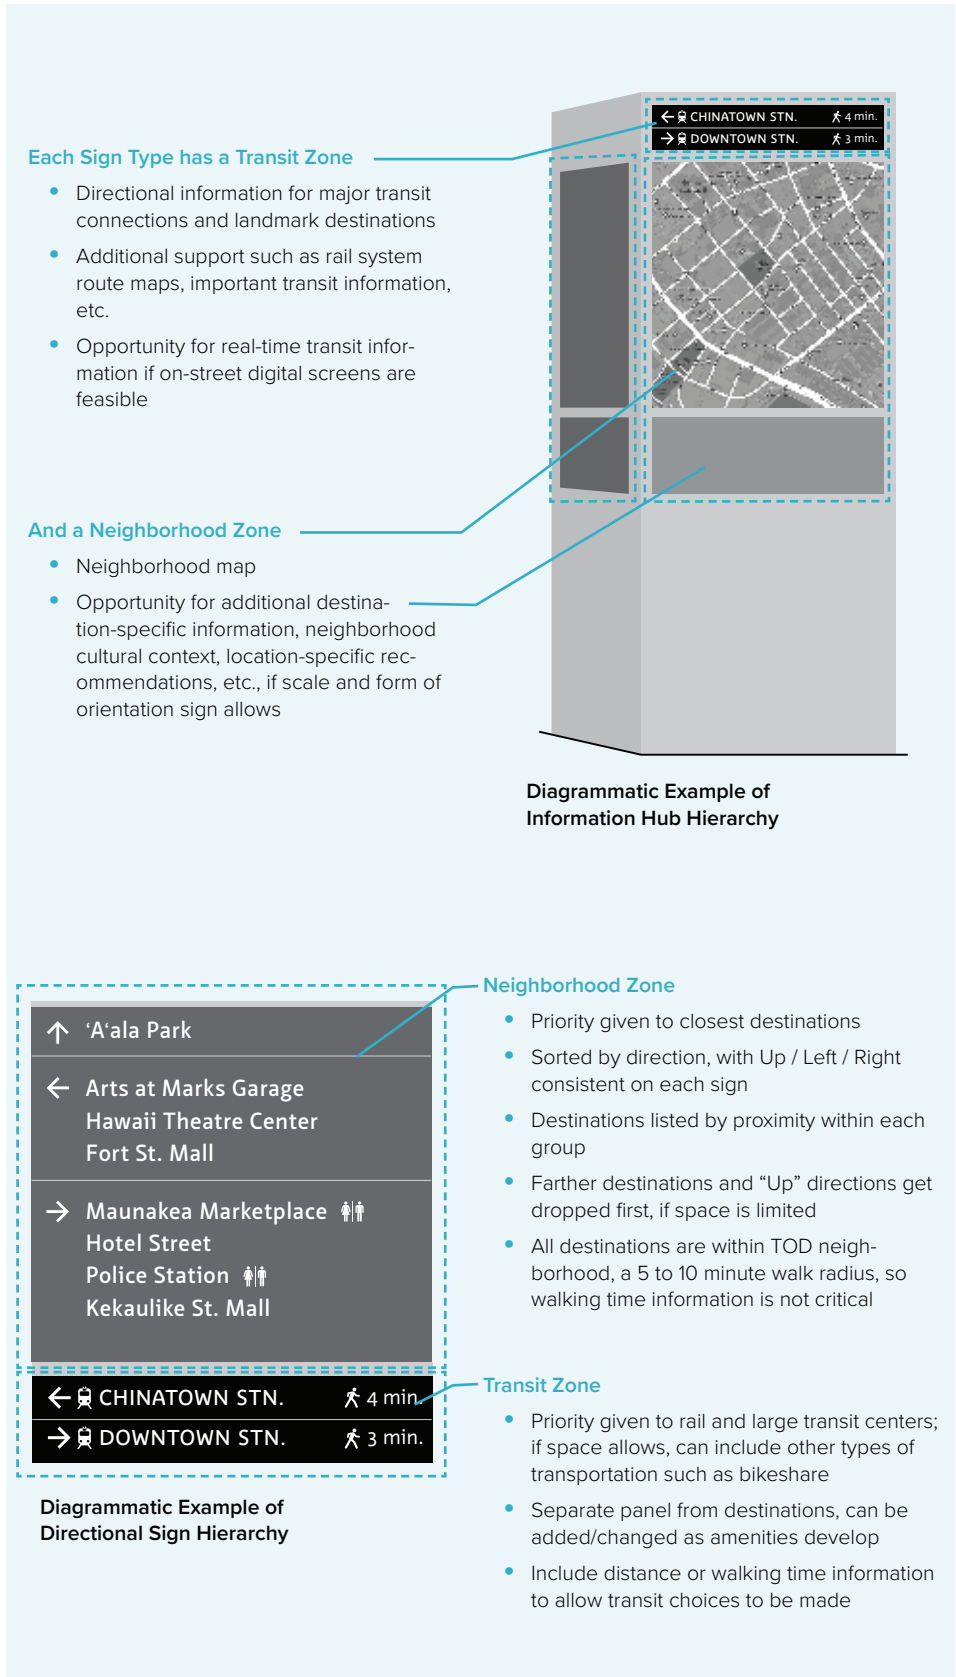 ← CHINATOWN STN. 4 min.
→ DOWNTOWN STN. 3 min.
Each Sign Type has a Transit Zone
• Directional information for major transit
connections and landmark destinations
• Additional support such as rail system
route maps, important transit information,
etc.
• Opportunity for real-time transit infor-
mation if on-street digital screens are
feasible
And a Neighborhood Zone
• Neighborhood map
• Opportunity for additional destina-
tion-specific information, neighborhood
cultural context, location-specific rec-
ommendations, etc., if scale and form of
orientation sign allows
Diagrammatic Example of
Information Hub Hierarchy
↑ ʻAʻala Park
← Arts at Marks Garage
Hawaii Theatre Center
Fort St. Mall
→ Maunakea Marketplace
Hotel Street
Police Station
Kekaulike St. Mall
← CHINATOWN STN. 4 min.
→ DOWNTOWN STN. 3 min.
Diagrammatic Example of
Directional Sign Hierarchy
Neighborhood Zone
• Priority given to closest destinations
• Sorted by direction, with Up / Left / Right
consistent on each sign
• Destinations listed by proximity within each
group
• Farther destinations and “Up” directions get
dropped first, if space is limited
• All destinations are within TOD neigh-
borhood, a 5 to 10 minute walk radius, so
walking time information is not critical
Transit Zone
• Priority given to rail and large transit centers;
if space allows, can include other types of
transportation such as bikeshare
• Separate panel from destinations, can be
added/changed as amenities develop
• Include distance or walking time information
to allow transit choices to be made